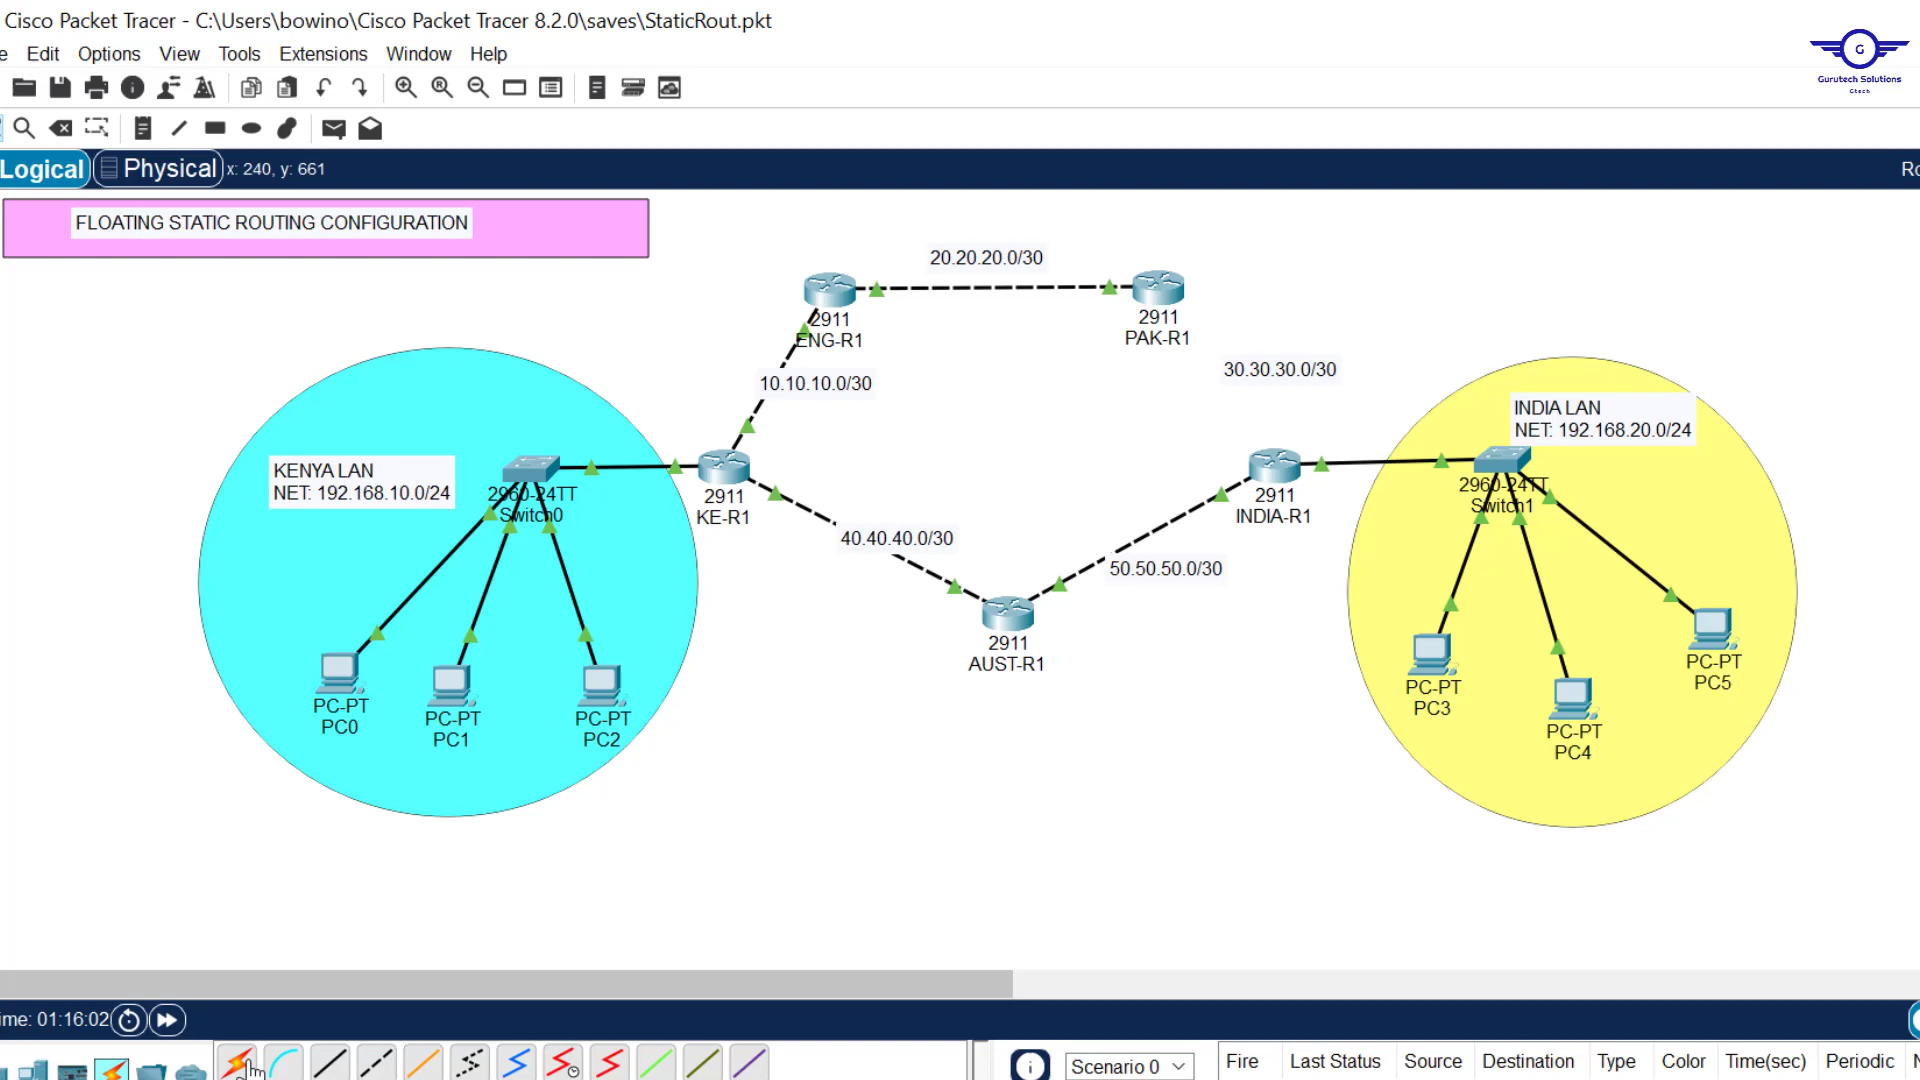 Cisco Packet Tracer - C:\Users\bowino\Cisco Packet Tracer 8.2.0\saves\StaticRout.pkt
e Edit Options View Tools Extensions Window Help
G
Gurutech Solutions
Gtech
Logical Physical x: 240, y: 661
FLOATING STATIC ROUTING CONFIGURATION
20.20.20.0/30
2911
ENG-R1
2911
PAK-R1
10.10.10.0/30
30.30.30.0/30
INDIA LAN
NET: 192.168.20.0/24
KENYA LAN
NET: 192.168.10.0/24
2960-24TT
Switch0
2911
KE-R1
2911
INDIA-R1
2960-24TT
Switch1
40.40.40.0/30
50.50.50.0/30
2911
AUST-R1
PC-PT
PC0
PC-PT
PC1
PC-PT
PC2
PC-PT
PC3
PC-PT
PC4
PC-PT
PC5
ime: 01:16:02
Scenario 0
Fire Last Status Source Destination Type Color Time(sec) Periodic